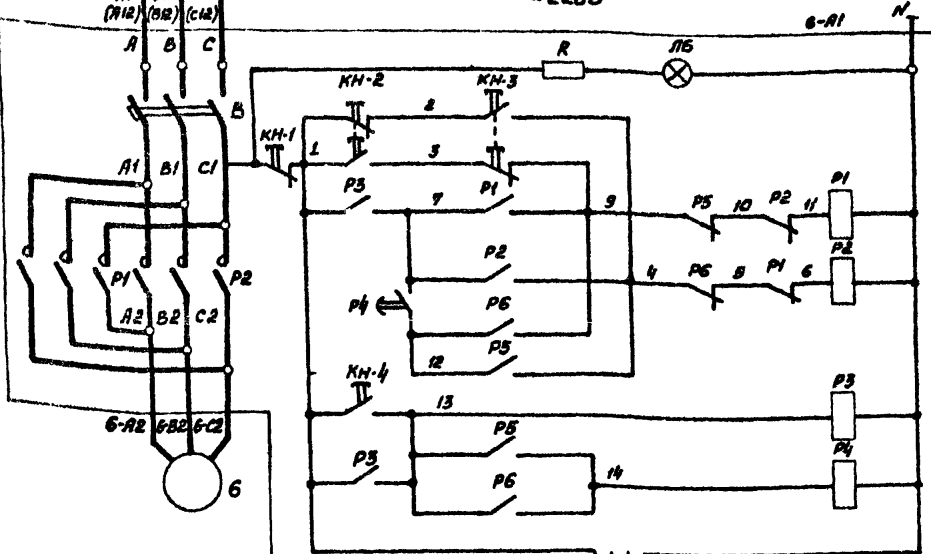 (A12) (B12) (C12)
A B C
6-A1 N
R ЛБ
КН-2 2 КН-3
В
КН-1 1 3
A1 B1 C1
Р3 7 Р1 9 Р5 10 Р2 11 Р1
Р2 4 Р6 5 Р1 6 Р2
Р1 Р2
Р4 Р6
A2 B2 C2
Р5
12
КН-4 13 Р3
6-A2 6-B2 6-C2
Р5
Р3 Р6 14 Р4
6